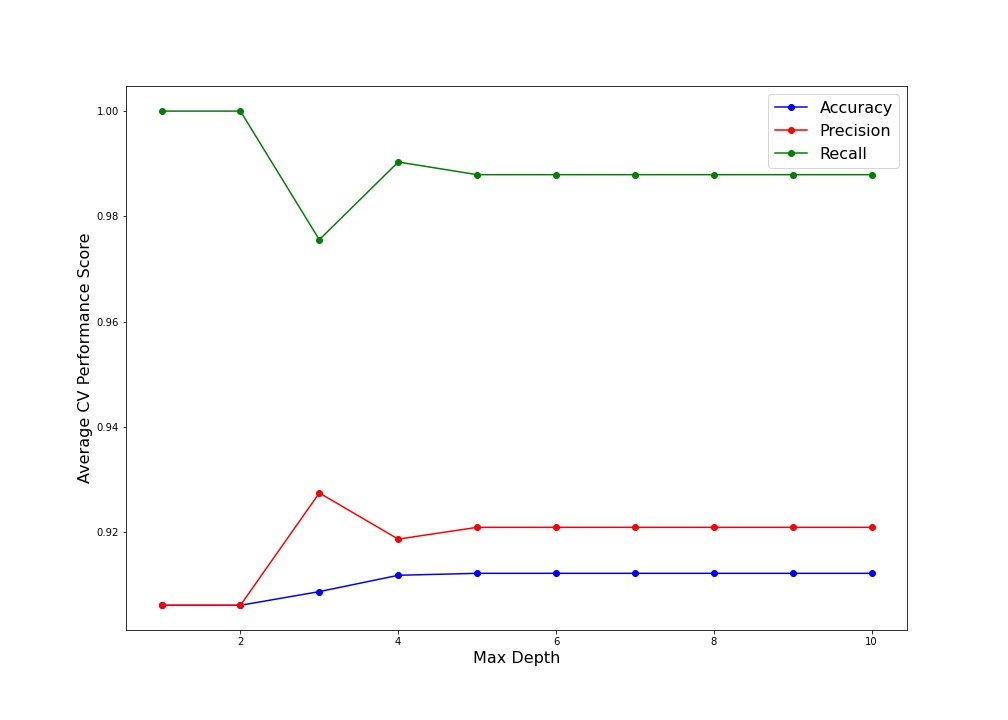 Accuracy
Precision
Recall
1.00
0.98
0.96
0.94
0.92
Average CV Performance Score
2 4 6 8 10
Max Depth